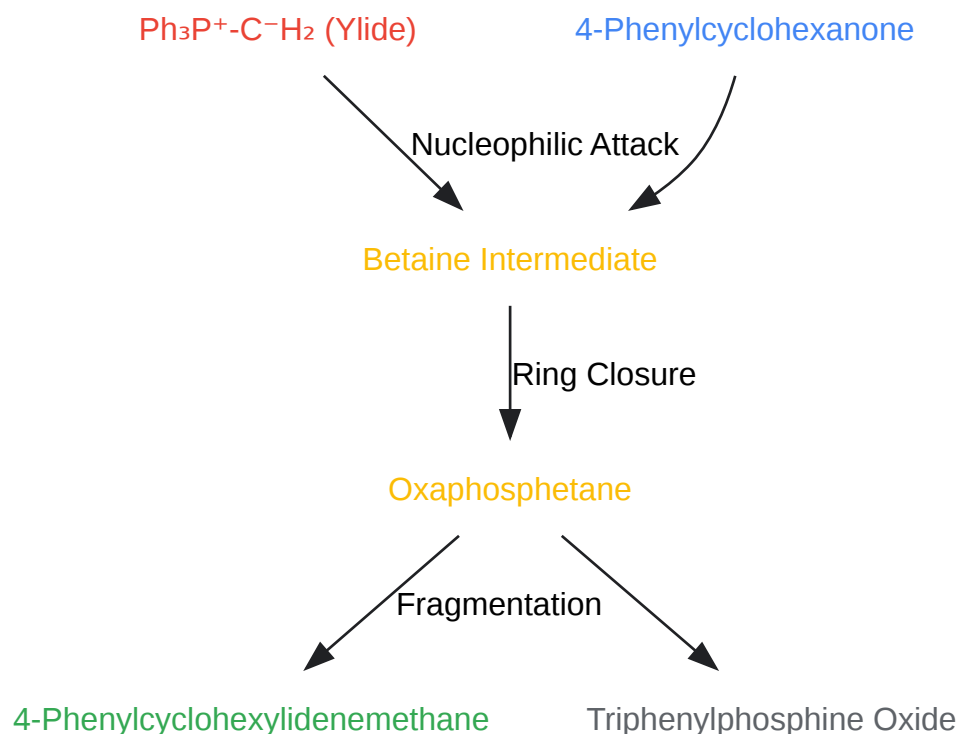 Ph₃P⁺-C⁻H₂ (Ylide)
4-Phenylcyclohexanone
Nucleophilic Attack
Betaine Intermediate
Ring Closure
Oxaphosphetane
Fragmentation
4-Phenylcyclohexylidenemethane
Triphenylphosphine Oxide